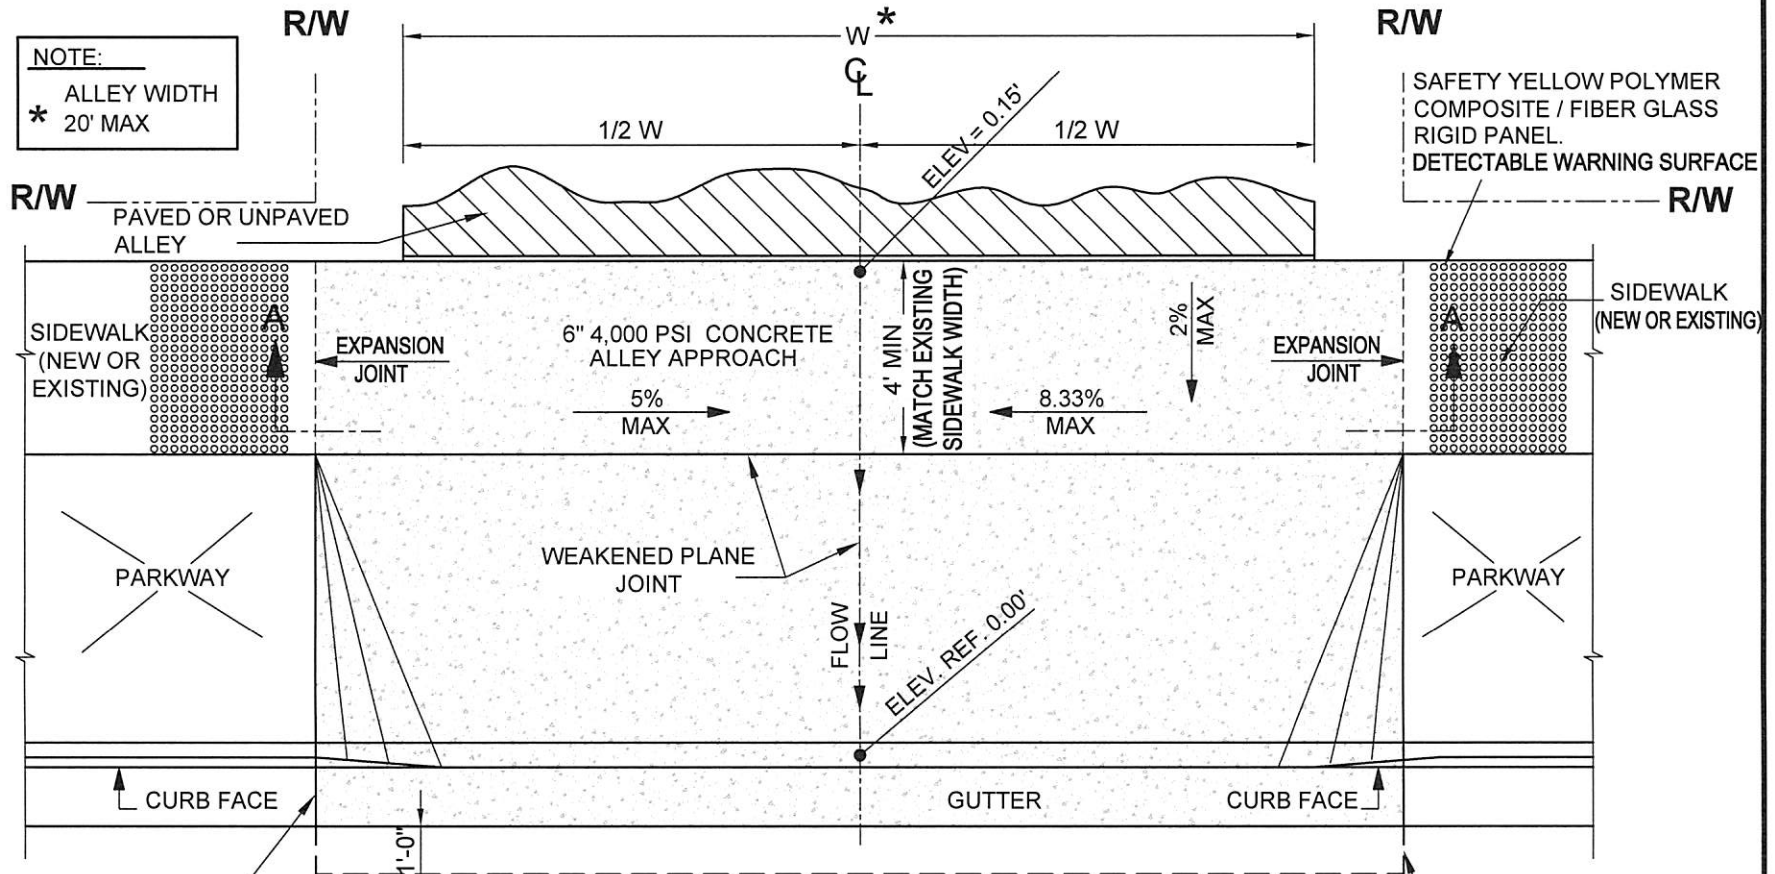 R/W
R/W
W *
NOTE:
ALLEY WIDTH
* 20' MAX
CL
1/2 W
1/2 W
ELEV.= 0.15'
SAFETY YELLOW POLYMER
COMPOSITE / FIBER GLASS
RIGID PANEL.
DETECTABLE WARNING SURFACE
R/W
R/W
PAVED OR UNPAVED
ALLEY
SIDEWALK
(NEW OR
EXISTING)
A
EXPANSION
JOINT
6" 4,000 PSI CONCRETE
ALLEY APPROACH
5%
MAX
4' MIN
(MATCH EXISTING
SIDEWALK WIDTH)
8.33%
MAX
2%
MAX
EXPANSION
JOINT
A
SIDEWALK
(NEW OR EXISTING)
PARKWAY
WEAKENED PLANE
JOINT
FLOW
LINE
ELEV. REF. 0.00'
PARKWAY
CURB FACE
GUTTER
CURB FACE
1'-0"